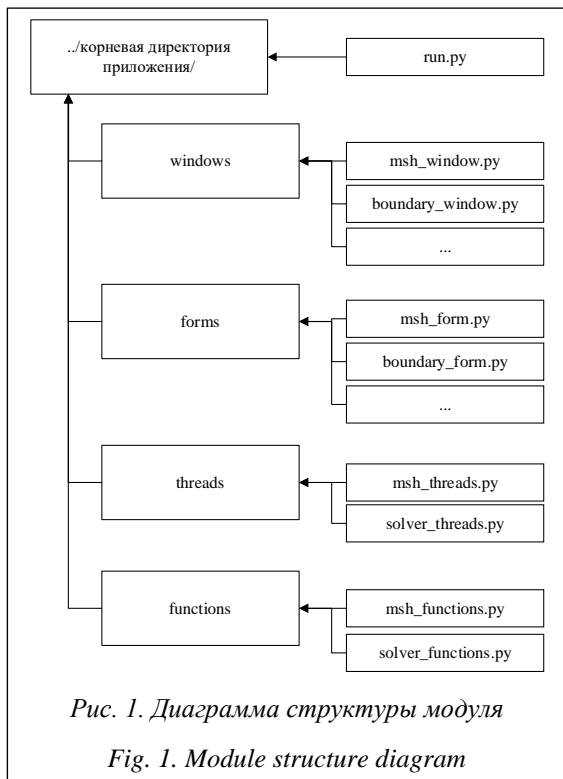 ../корневая директория
приложения/
run.py
windows
msh_window.py
boundary_window.py
...
forms
msh_form.py
boundary_form.py
...
threads
msh_threads.py
solver_threads.py
functions
msh_functions.py
solver_functions.py
Рис. 1. Диаграмма структуры модуля
Fig. 1. Module structure diagram